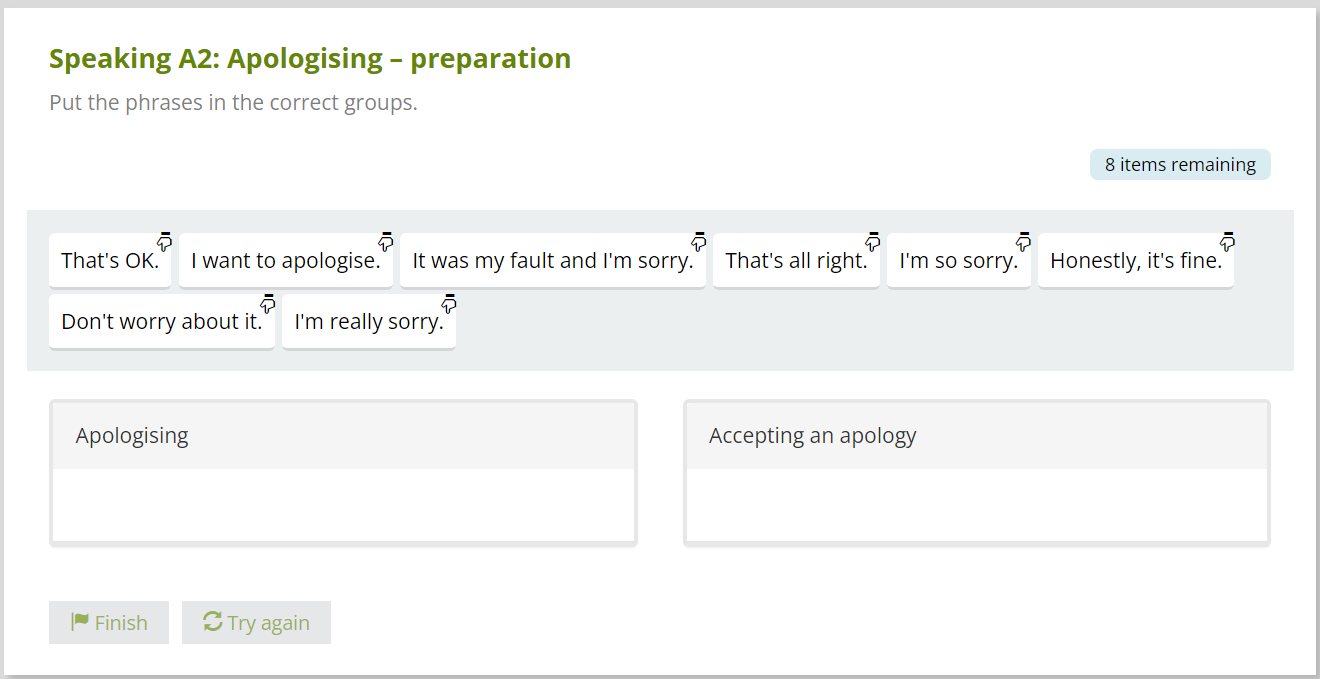 Speaking A2: Apologising – preparation
Put the phrases in the correct groups.
8 items remaining
That's OK. I want to apologise. It was my fault and I'm sorry. That's all right. I'm so sorry. Honestly, it's fine.
Don't worry about it. I'm really sorry.
Apologising
Accepting an apology
Finish Try again